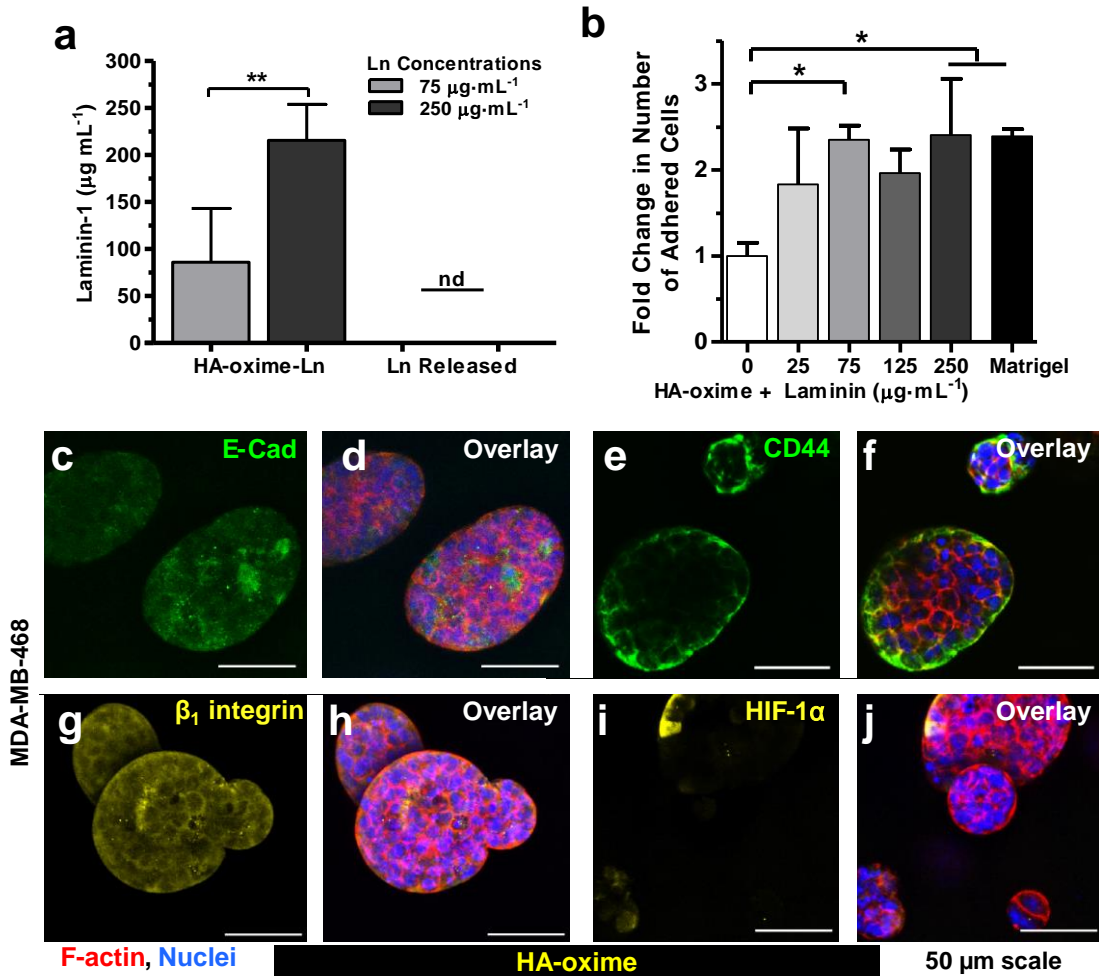 a
Laminin-1 (µg mL⁻¹)
300
250
200
150
100
50
0
**
Ln Concentrations
75 µg·mL⁻¹
250 µg·mL⁻¹
nd
HA-oxime-Ln
Ln Released
b
Fold Change in Number
of Adhered Cells
3
2
1
0
*
*
0 25 75 125 250 Matrigel
HA-oxime + Laminin (µg·mL⁻¹)
MDA-MB-468
c E-Cad
d Overlay
e CD44
f Overlay
g β₁ integrin
h Overlay
i HIF-1α
j Overlay
F-actin, Nuclei
HA-oxime
50 µm scale